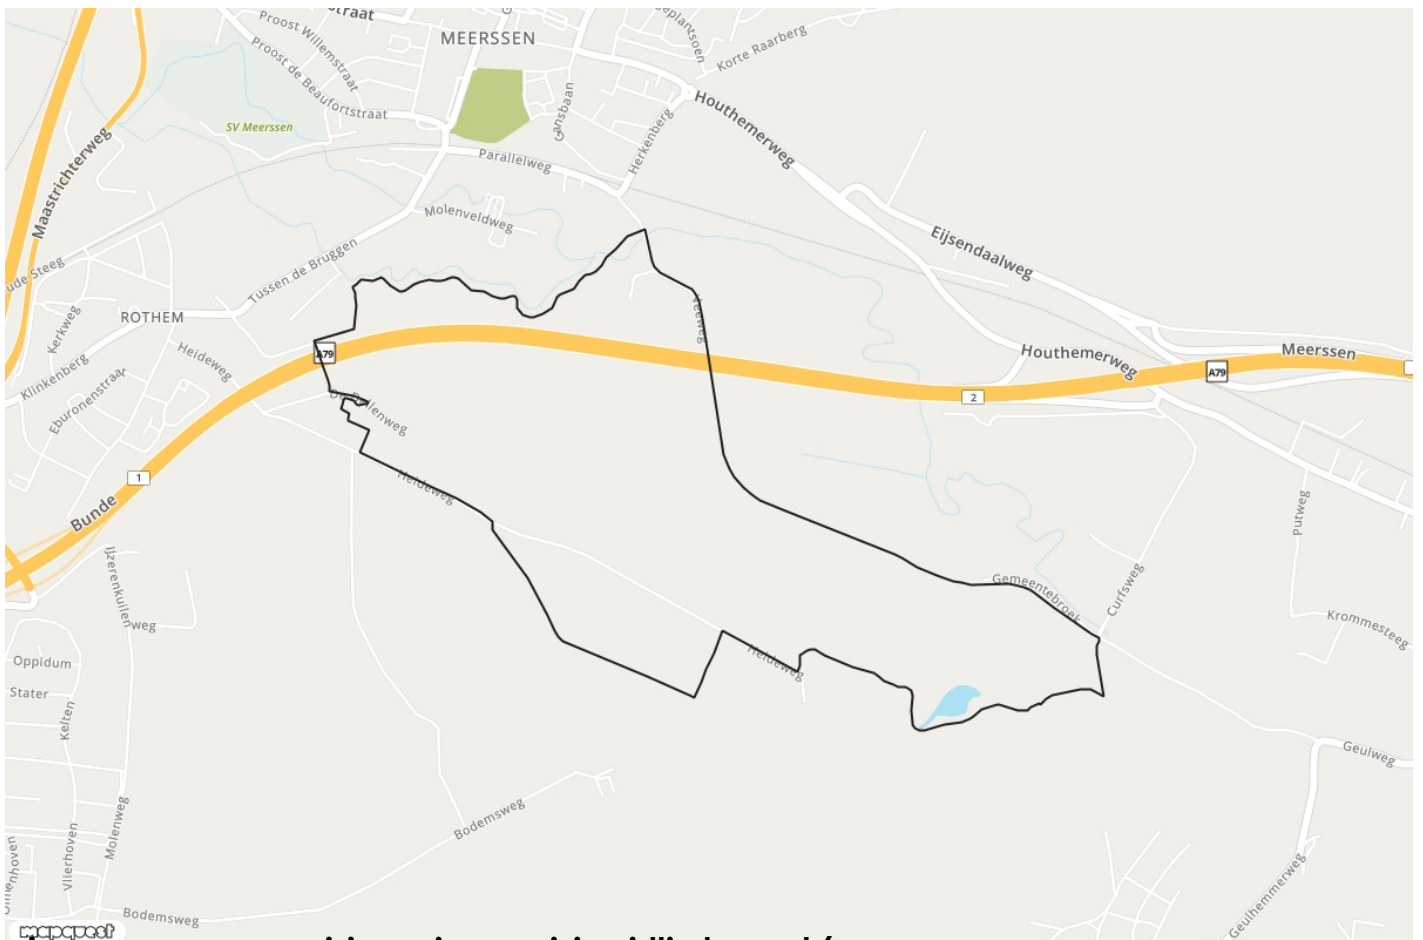 straat
MEERSSEN
Proost Willemstraat
Proost de Beaufortstraat
Korte Raarberg
Houthemerweg
Gansbaan
Herkenberg
SV Meerssen
Parallelweg
Maastrichterweg
Molenveldweg
Eijsendaalweg
Tussen de Bruggen
ROTHEM
Kerkweg
Heideweg
A79
Klinkenberg
Eburonenstraat
Houthemerweg
Meerssen
A79
2
1
Bunde
Heideweg
Putweg
IJzerenkuilenweg
Gemeentebroek
Curfsweg
Krommesteeg
Oppidum
Stater
Kelten
Heideweg
Geulweg
Molenweg
Vlierhoven
Bodemsweg
Geulhemmerweg
Bodemsweg
mapquest